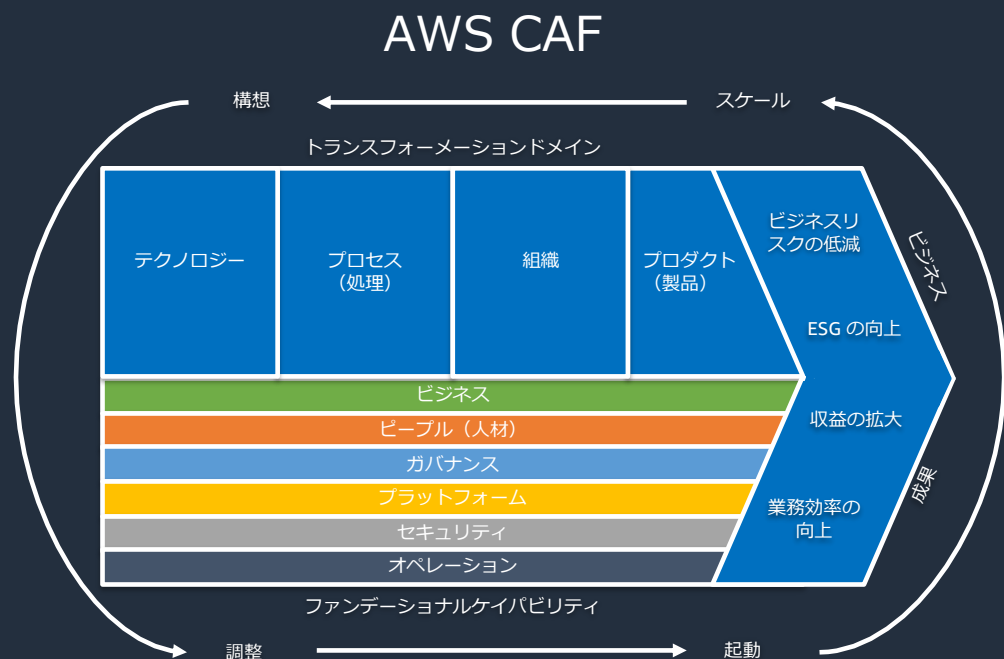 AWS CAF
構想
スケール
トランスフォーメーションドメイン
テクノロジー
プロセス
（処理）
組織
プロダクト
（製品）
ビジネスリ
スクの低減
ESG の向上
収益の拡大
業務効率の
向上
ビジネス
成果
ビジネス
ピープル（人材）
ガバナンス
プラットフォーム
セキュリティ
オペレーション
ファンデーショナルケイパビリティ
調整
起動